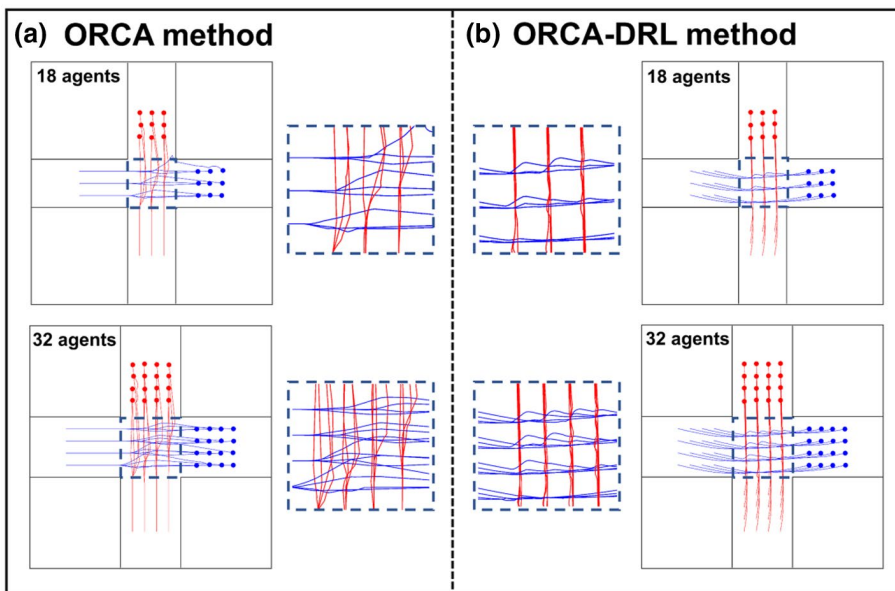 (a) ORCA method
(b) ORCA-DRL method
18 agents
18 agents
32 agents
32 agents